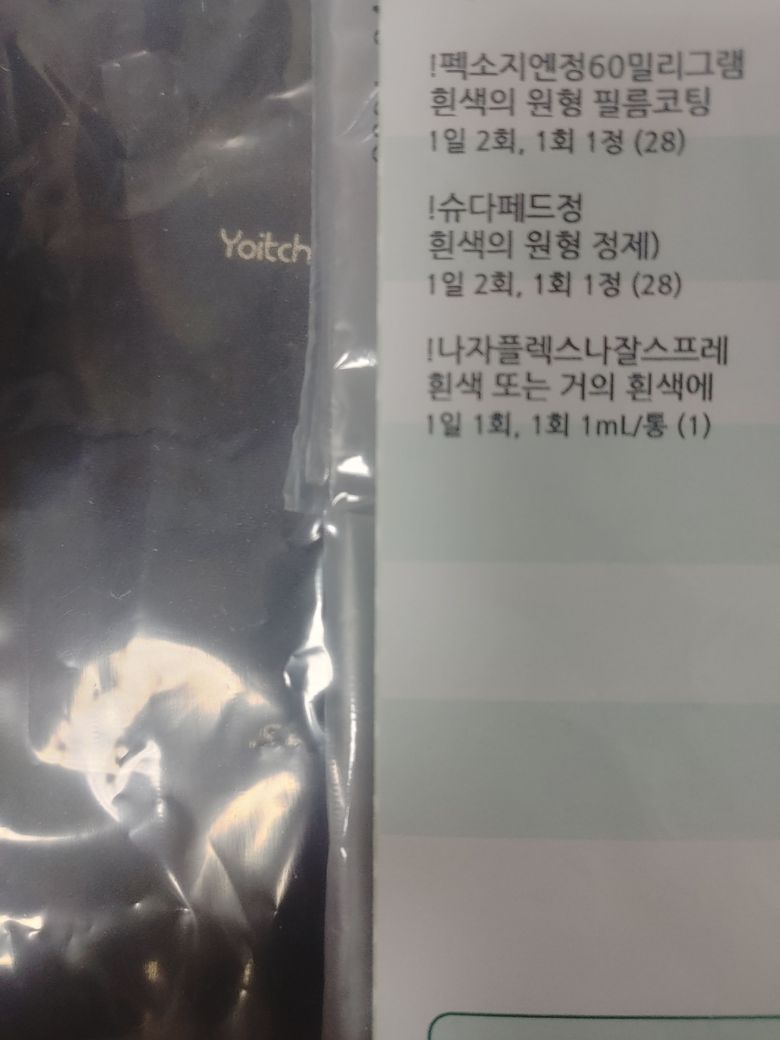 Yoitch
!펙소지엔정60밀리그램
흰색의 원형 필름코팅
1일 2회, 1회 1정 (28)
!슈다페드정
흰색의 원형 정제)
1일 2회, 1회 1정 (28)
!나자플렉스나잘스프레
흰색 또는 거의 흰색에
1일 1회, 1회 1mL/통 (1)